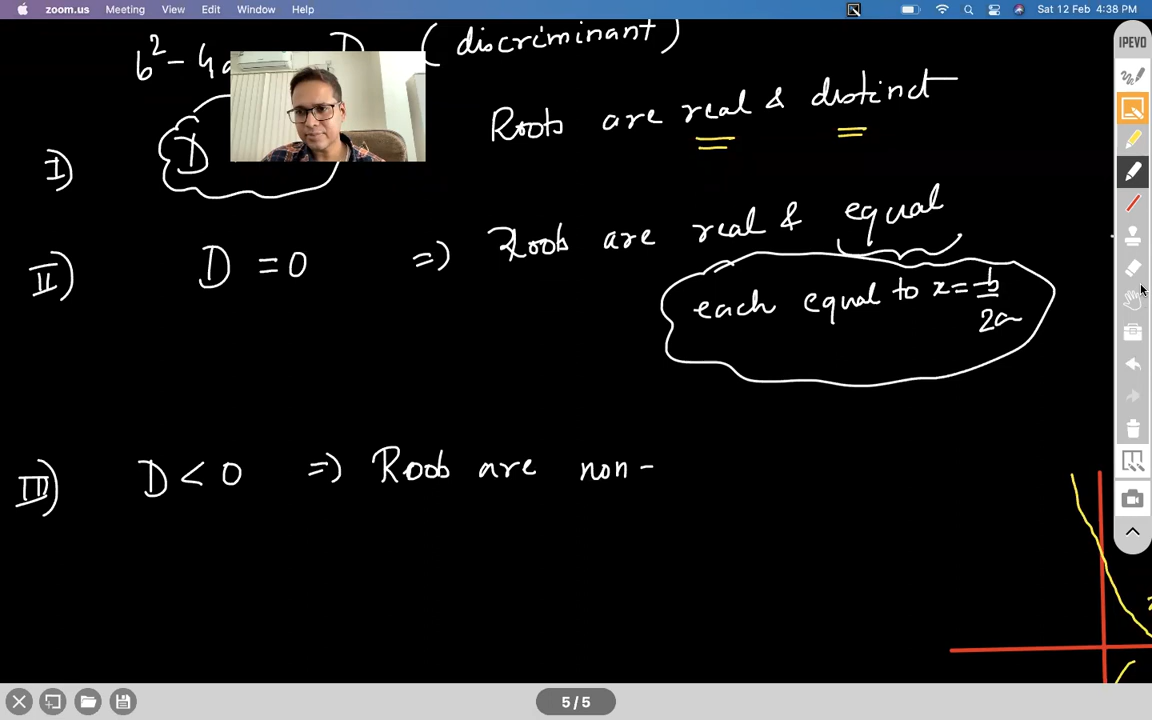 zoom.us Meeting View Edit Window Help Sat 12 Feb 4:38 PM
IPEVO
b² - 4a D (discriminant)
I) D Roots are real & distinct
II) D = 0 => Roots are real & equal
each equal to x = -b/2a
III) D < 0 => Roots are non-
5 / 5